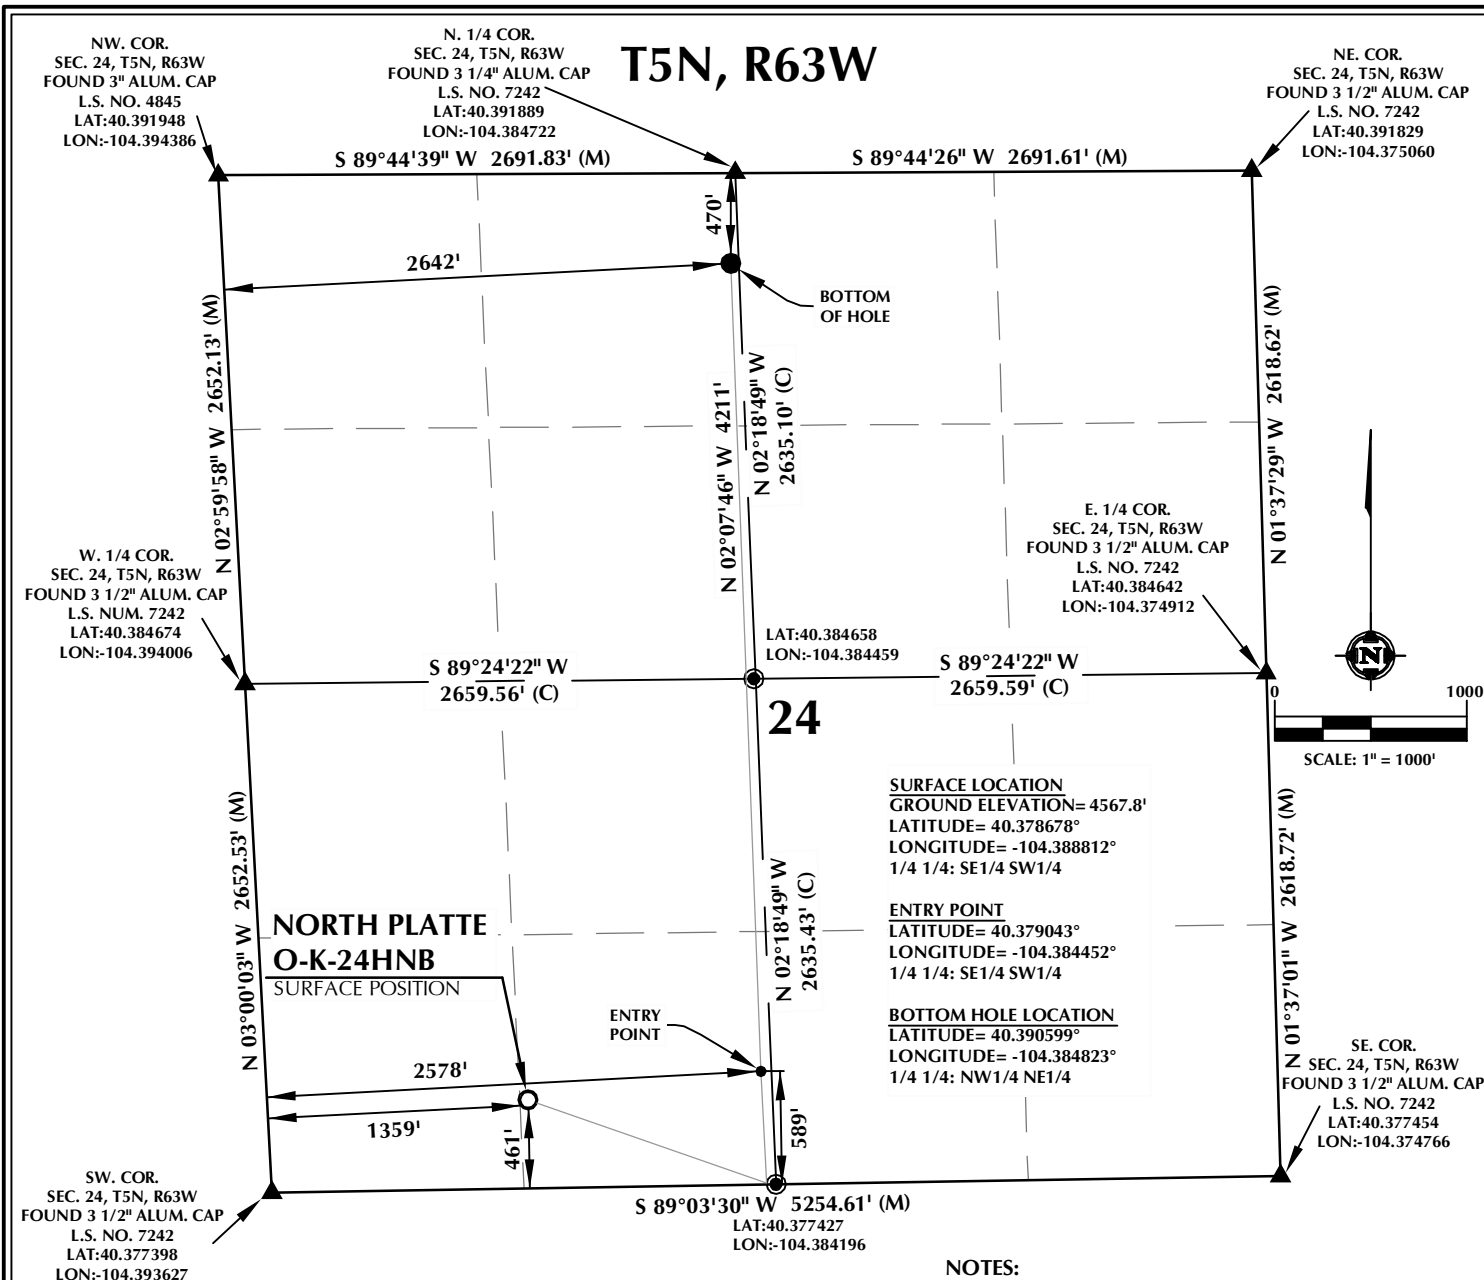 T5N, R63W
NW. COR.
SEC. 24, T5N, R63W
FOUND 3" ALUM. CAP
L.S. NO. 4845
LAT:40.391948
LON:-104.394386
N. 1/4 COR.
SEC. 24, T5N, R63W
FOUND 3 1/4" ALUM. CAP
L.S. NO. 7242
LAT:40.391889
LON:-104.384722
NE. COR.
SEC. 24, T5N, R63W
FOUND 3 1/2" ALUM. CAP
L.S. NO. 7242
LAT:40.391829
LON:-104.375060
S 89°44'39" W 2691.83' (M)
S 89°44'26" W 2691.61' (M)
470'
2642'
BOTTOM
OF HOLE
N 02°59'58" W 2652.13' (M)
N 02°07'46" W 4211'
N 02°18'49" W
2635.10' (C)
N 01°37'29" W 2618.62' (M)
W. 1/4 COR.
SEC. 24, T5N, R63W
FOUND 3 1/2" ALUM. CAP
L.S. NUM. 7242
LAT:40.384674
LON:-104.394006
E. 1/4 COR.
SEC. 24, T5N, R63W
FOUND 3 1/2" ALUM. CAP
L.S. NO. 7242
LAT:40.384642
LON:-104.374912
LAT:40.384658
LON:-104.384459
S 89°24'22" W
2659.56' (C)
S 89°24'22" W
2659.59' (C)
24
N
0 1000
SCALE: 1" = 1000'
SURFACE LOCATION
GROUND ELEVATION= 4567.8'
LATITUDE= 40.378678°
LONGITUDE= -104.388812°
1/4 1/4: SE1/4 SW1/4
ENTRY POINT
LATITUDE= 40.379043°
LONGITUDE= -104.384452°
1/4 1/4: SE1/4 SW1/4
BOTTOM HOLE LOCATION
LATITUDE= 40.390599°
LONGITUDE= -104.384823°
1/4 1/4: NW1/4 NE1/4
N 03°00'03" W 2652.53' (M)
N 02°18'49" W
2635.43' (C)
N 01°37'01" W 2618.72' (M)
NORTH PLATTE
O-K-24HNB
SURFACE POSITION
ENTRY
POINT
2578'
1359'
461'
589'
SW. COR.
SEC. 24, T5N, R63W
FOUND 3 1/2" ALUM. CAP
L.S. NO. 7242
LAT:40.377398
LON:-104.393627
S 89°03'30" W 5254.61' (M)
LAT:40.377427
LON:-104.384196
SE. COR.
SEC. 24, T5N, R63W
FOUND 3 1/2" ALUM. CAP
L.S. NO. 7242
LAT:40.377454
LON:-104.374766
NOTES: